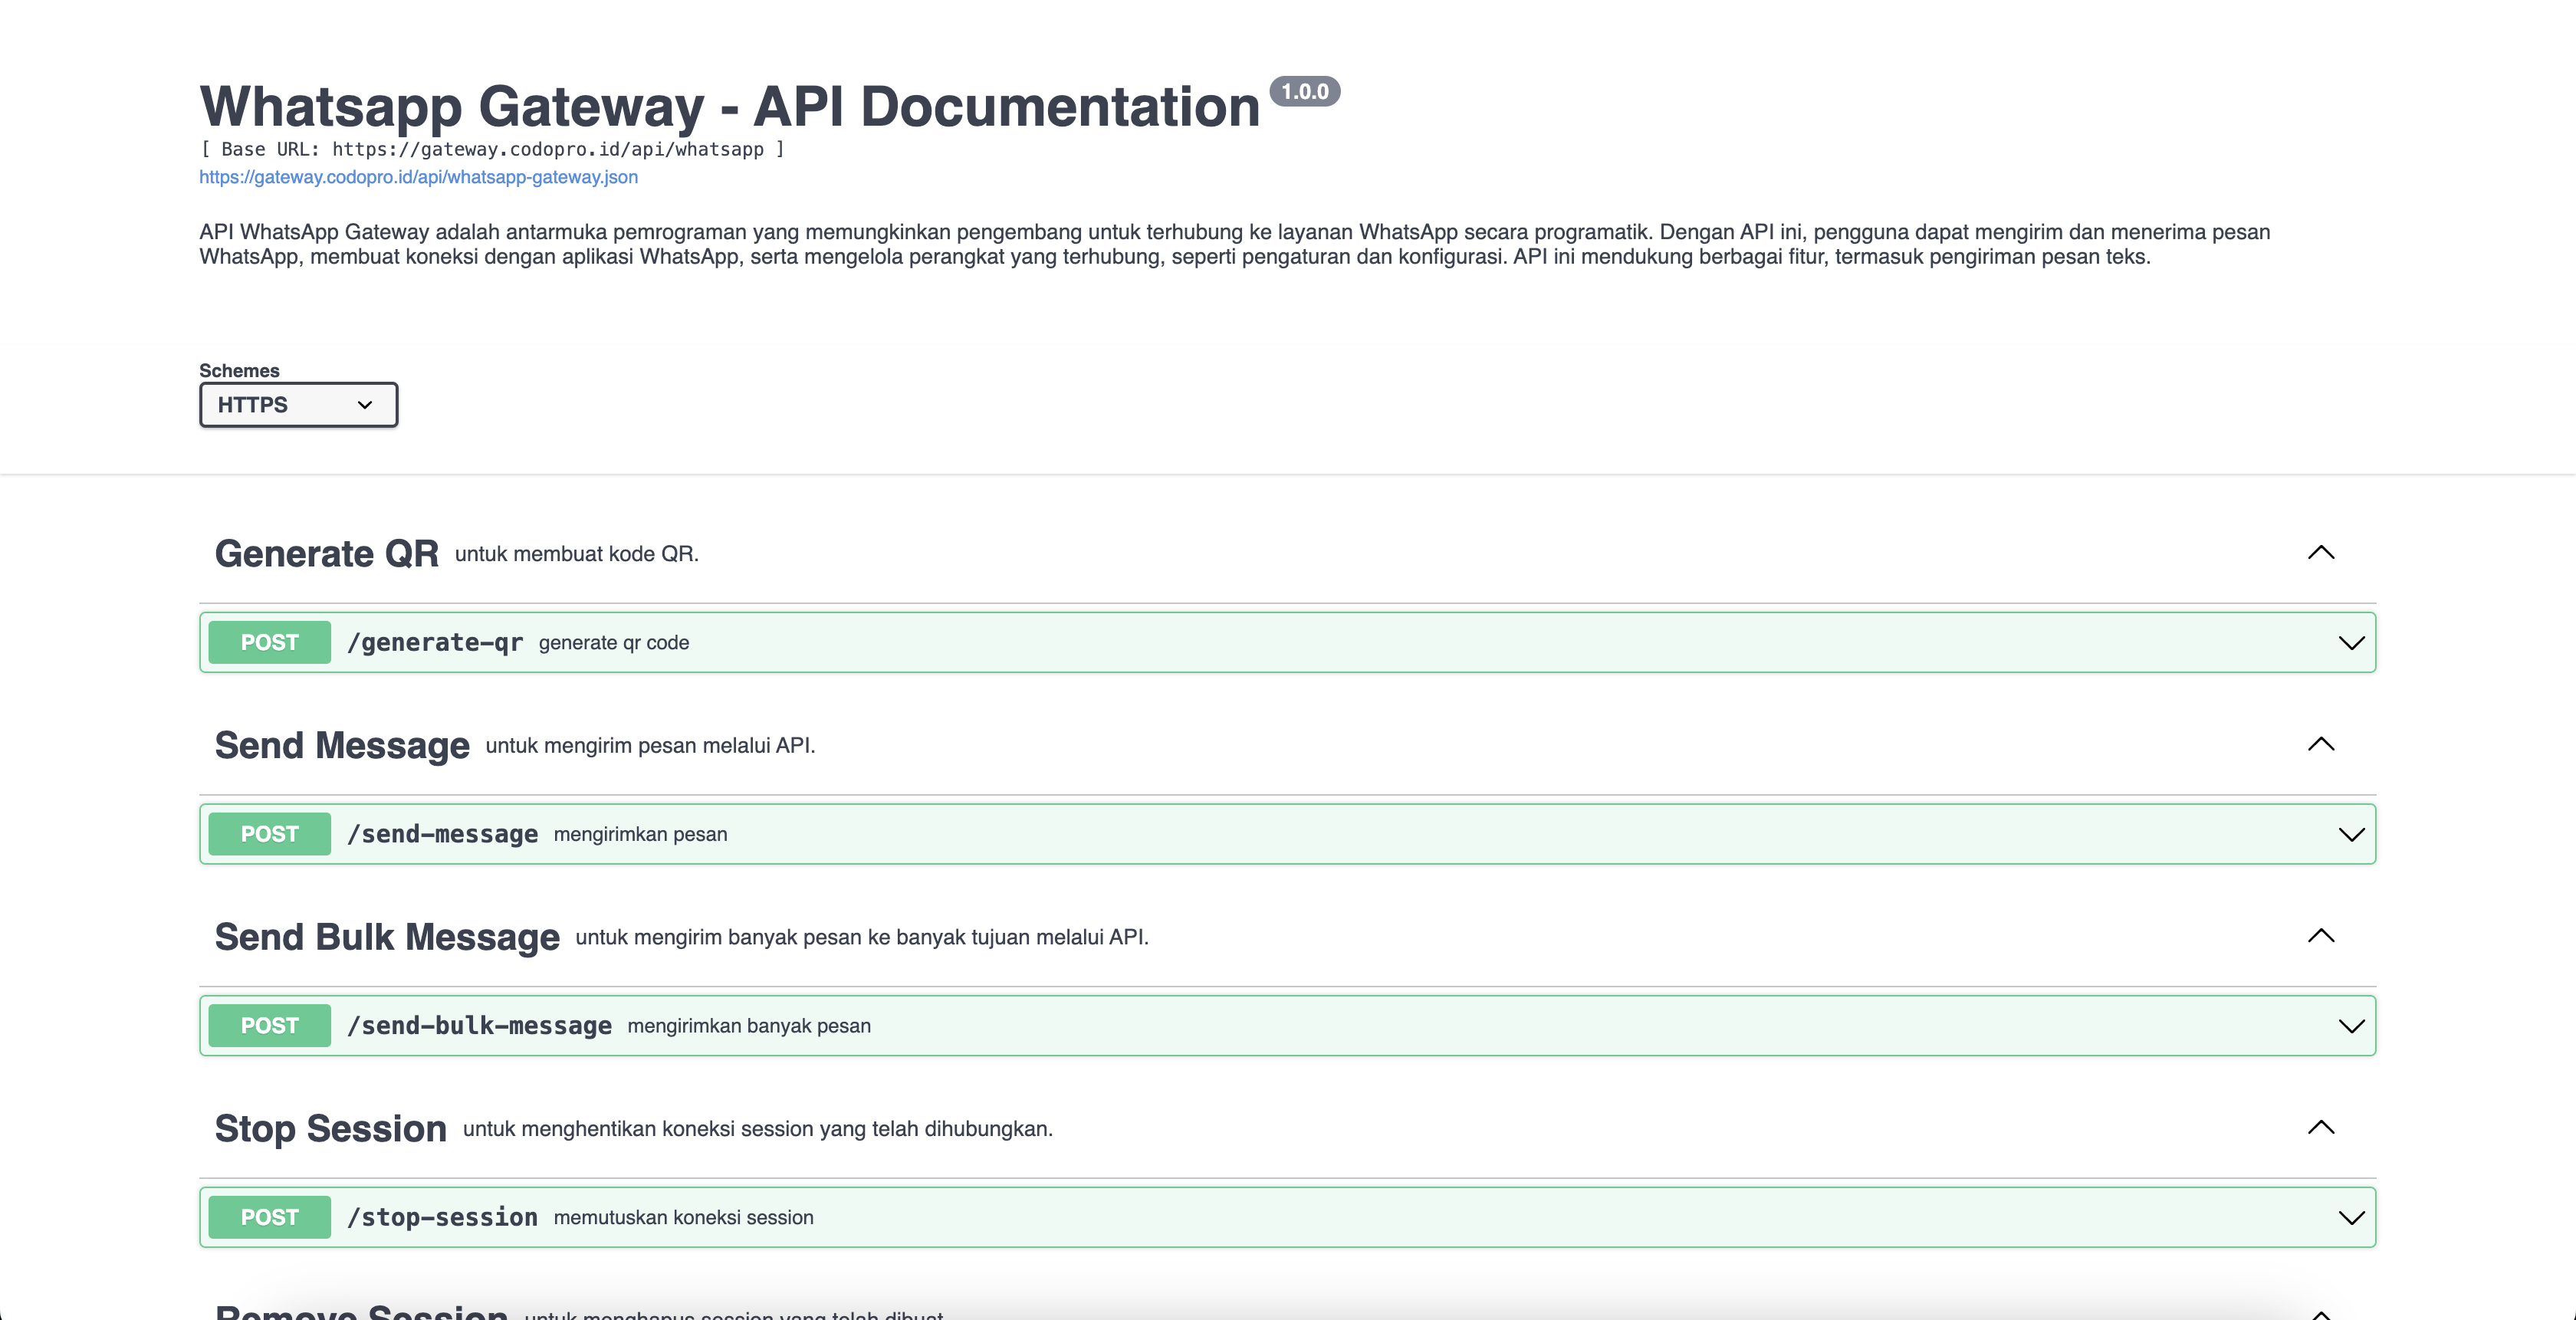 Whatsapp Gateway - API Documentation 1.0.0
[ Base URL: https://gateway.codopro.id/api/whatsapp ]
https://gateway.codopro.id/api/whatsapp-gateway.json
API WhatsApp Gateway adalah antarmuka pemrograman yang memungkinkan pengembang untuk terhubung ke layanan WhatsApp secara programatik. Dengan API ini, pengguna dapat mengirim dan menerima pesan
WhatsApp, membuat koneksi dengan aplikasi WhatsApp, serta mengelola perangkat yang terhubung, seperti pengaturan dan konfigurasi. API ini mendukung berbagai fitur, termasuk pengiriman pesan teks.
Schemes
HTTPS
Generate QR untuk membuat kode QR.
POST /generate-qr generate qr code
Send Message untuk mengirim pesan melalui API.
POST /send-message mengirimkan pesan
Send Bulk Message untuk mengirim banyak pesan ke banyak tujuan melalui API.
POST /send-bulk-message mengirimkan banyak pesan
Stop Session untuk menghentikan koneksi session yang telah dihubungkan.
POST /stop-session memutuskan koneksi session
Remove Session untuk menghapus session yang telah dibuat.